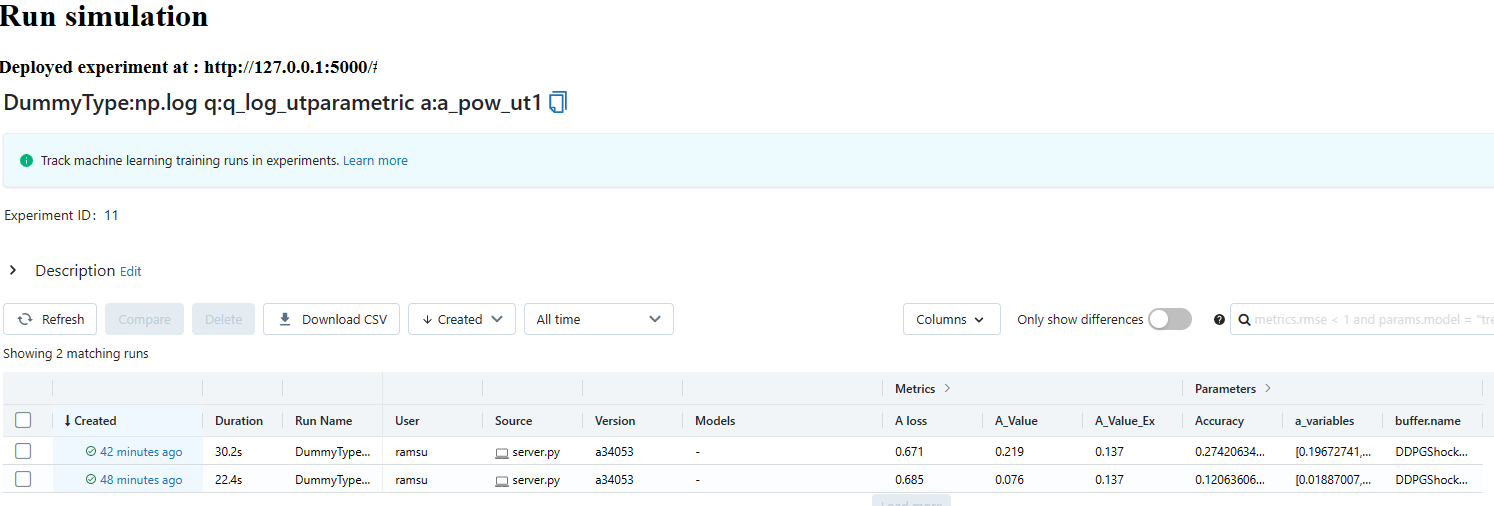 Run simulation
Deployed experiment at : http://127.0.0.1:5000/#
DummyType:np.log q:q_log_utparametric a:a_pow_ut1
Track machine learning training runs in experiments. Learn more
Experiment ID: 11
Description Edit
Refresh Compare Delete Download CSV Created All time Columns Only show differences metrics.rmse < 1 and params.model = "tre
Showing 2 matching runs
Metrics Parameters
Created Duration Run Name User Source Version Models A loss A_Value A_Value_Ex Accuracy a_variables buffer.name
42 minutes ago 30.2s DummyType... ramsu server.py a34053 - 0.671 0.219 0.137 0.27420634... [0.19672741,... DDPGShock...
48 minutes ago 22.4s DummyType... ramsu server.py a34053 - 0.685 0.076 0.137 0.12063606... [0.01887007,... DDPGShock...
Load more